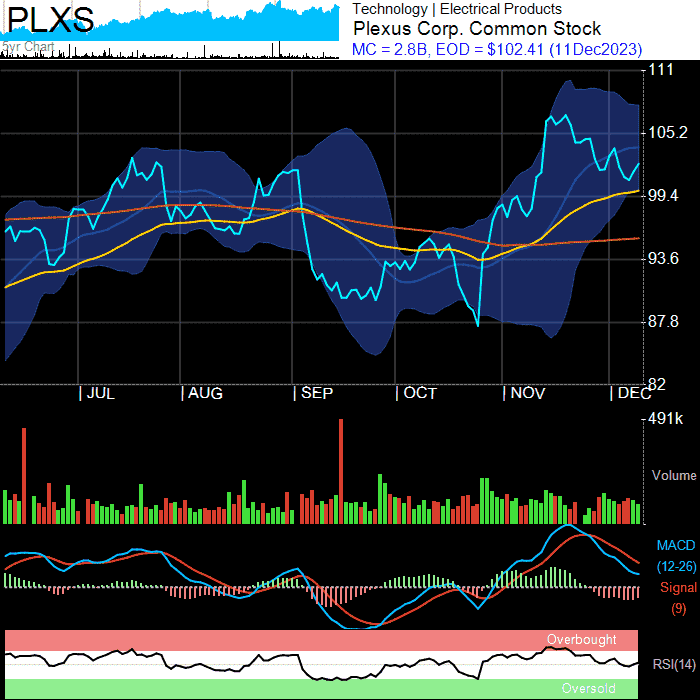 PLXS
5yr Chart
Technology | Electrical Products
Plexus Corp. Common Stock
MC = 2.8B, EOD = $102.41 (11Dec2023)
111
105.2
99.4
93.6
87.8
82
| JUL | AUG | SEP | OCT | NOV | DEC
491k
Volume
MACD
(12-26)
Signal
(9)
Overbought
RSI(14)
Oversold